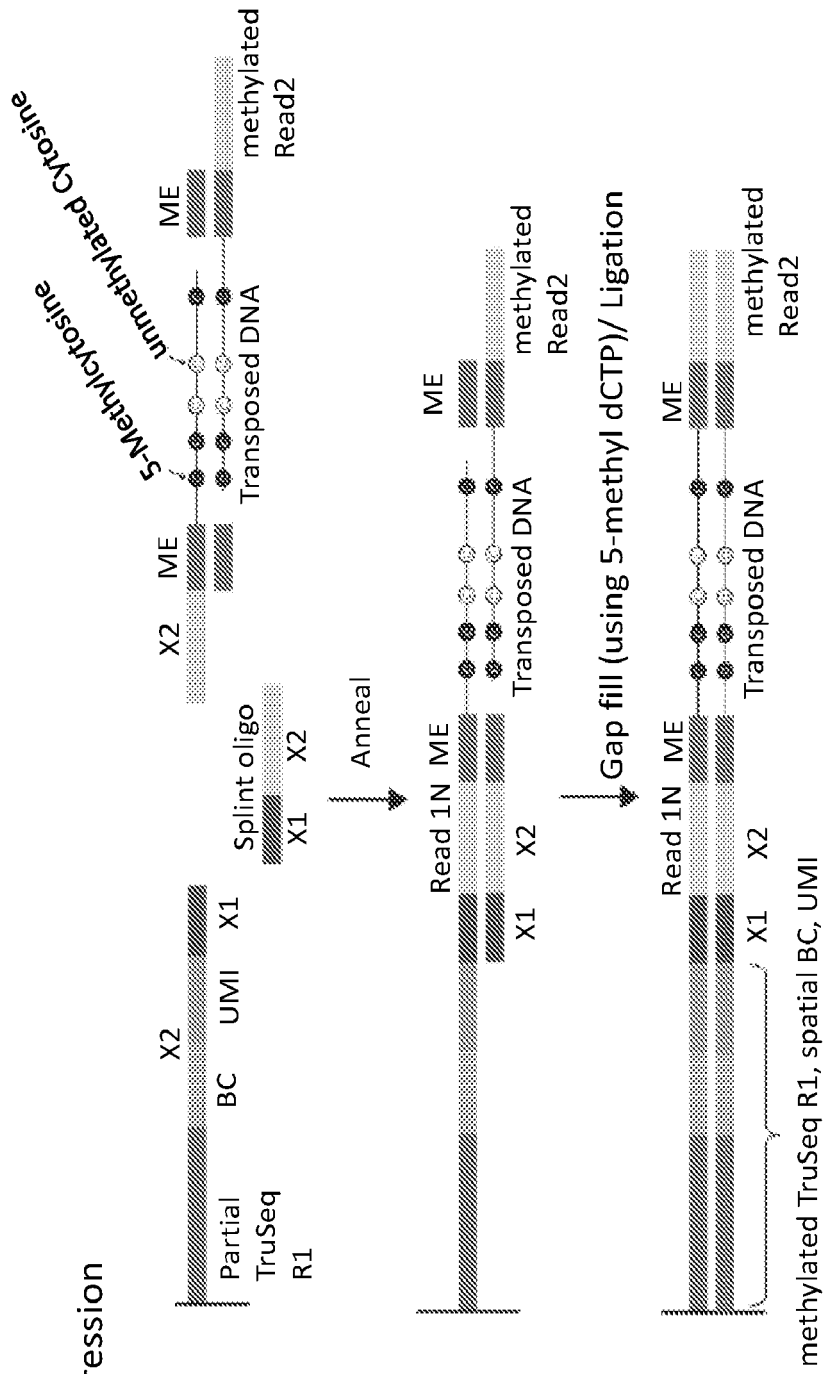 ression
X2
BC UMI X1
Partial
TruSeq
R1
Splint oligo
X1 X2
X2 ME
5-Methylcytosine
unmethylated Cytosine
Transposed DNA
ME
methylated
Read2
Anneal
Read 1N ME
X1 X2
Transposed DNA
ME
methylated
Read2
Gap fill (using 5-methyl dCTP)/ Ligation
Read 1N ME
X1 X2
Transposed DNA
ME
methylated
Read2
methylated TruSeq R1, spatial BC, UMI